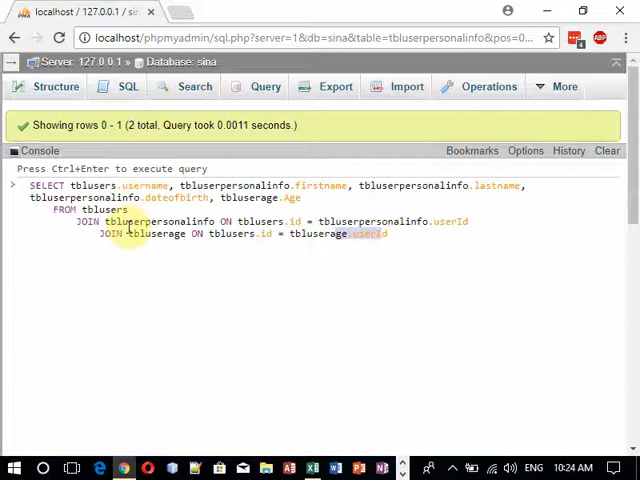 localhost / 127.0.0.1 / sin
localhost/phpmyadmin/sql.php?server=1&db=sina&table=tbluserpersonalinfo&pos=0
4
ABP
Server: 127.0.0.1 » Database: sina
Structure SQL Search Query Export Import Operations More
Showing rows 0 - 1 (2 total, Query took 0.0011 seconds.)
Console Bookmarks Options History Clear
Press Ctrl+Enter to execute query
> SELECT tblusers.username, tbluserpersonalinfo.firstname, tbluserpersonalinfo.lastname,
tbluserpersonalinfo.dateofbirth, tbluserage.Age
FROM tblusers
JOIN tbluserpersonalinfo ON tblusers.id = tbluserpersonalinfo.userId
JOIN tbluserage ON tblusers.id = tbluserage.userId
ENG 10:24 AM